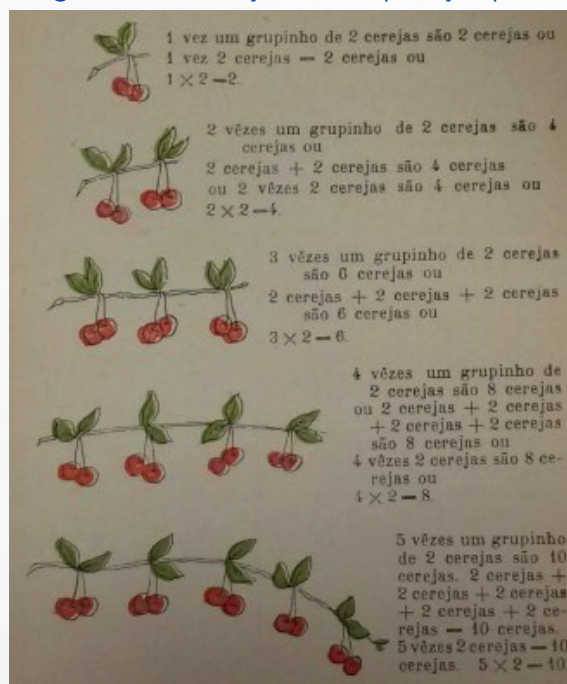 1 vez um grupinho de 2 cerejas são 2 cerejas ou
1 vez 2 cerejas = 2 cerejas ou
1 × 2 = 2.
2 vêzes um grupinho de 2 cerejas são 4
cerejas ou
2 cerejas + 2 cerejas são 4 cerejas
ou 2 vêzes 2 cerejas são 4 cerejas ou
2 × 2 = 4.
3 vêzes um grupinho de 2 cerejas
são 6 cerejas ou
2 cerejas + 2 cerejas + 2 cerejas
são 6 cerejas ou
3 × 2 = 6.
4 vêzes um grupinho de
2 cerejas são 8 cerejas
ou 2 cerejas + 2 cerejas
+ 2 cerejas + 2 cerejas
são 8 cerejas ou
4 vêzes 2 cerejas são 8 ce-
rejas ou
4 × 2 = 8.
5 vêzes um grupinho
de 2 cerejas são 10
cerejas. 2 cerejas +
2 cerejas + 2 cerejas
+ 2 cerejas + 2 ce-
rejas = 10 cerejas.
5 vêzes 2 cerejas = 10
cerejas. 5 × 2 = 10